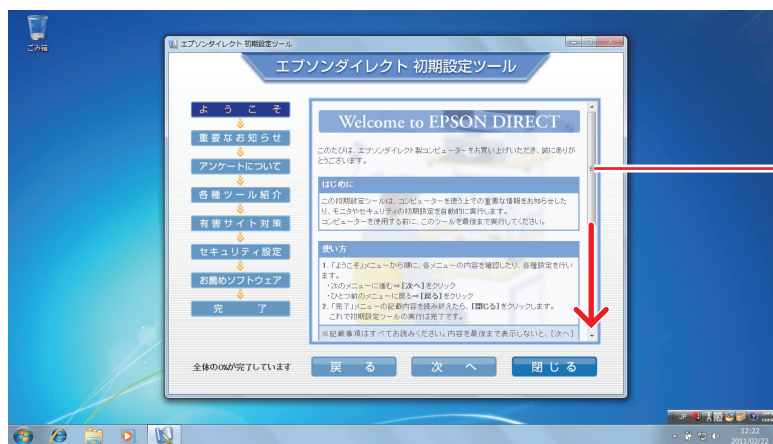 ごみ箱
エプソンダイレクト 初期設定ツール
エプソンダイレクト 初期設定ツール
ようこそ
重要なお知らせ
アンケートについて
各種ツール紹介
有害サイト対策
セキュリティ設定
お薦めソフトウェア
完了
Welcome to EPSON DIRECT
このたびは、エプソンダイレクト製コンピューターをお買い上げいただき、誠にありが
とうございます。
はじめに
この初期設定ツールは、コンピューターを使う上での重要な情報をお知らせした
り、モニタやセキュリティの初期設定を自動的に実行します。
コンピューターを使用する前に、このツールを最後まで実行してください。
使い方
1.「ようこそ」メニューから順に、各メニューの内容を確認したり、各種設定を行い
ます。
・次のメニューに進む⇒【次へ】をクリック
・ひとつ前のメニューに戻る⇒【戻る】をクリック
2.「完了」メニューの記載内容を読み終えたら、【閉じる】をクリックします。
これで初期設定ツールの実行は完了です。
※記載事項はすべてお読みください。内容を最後まで表示しないと、【次へ】
全体の0%が完了しています
戻る
次へ
閉じる
JP
A 般
12:22
2011/02/2